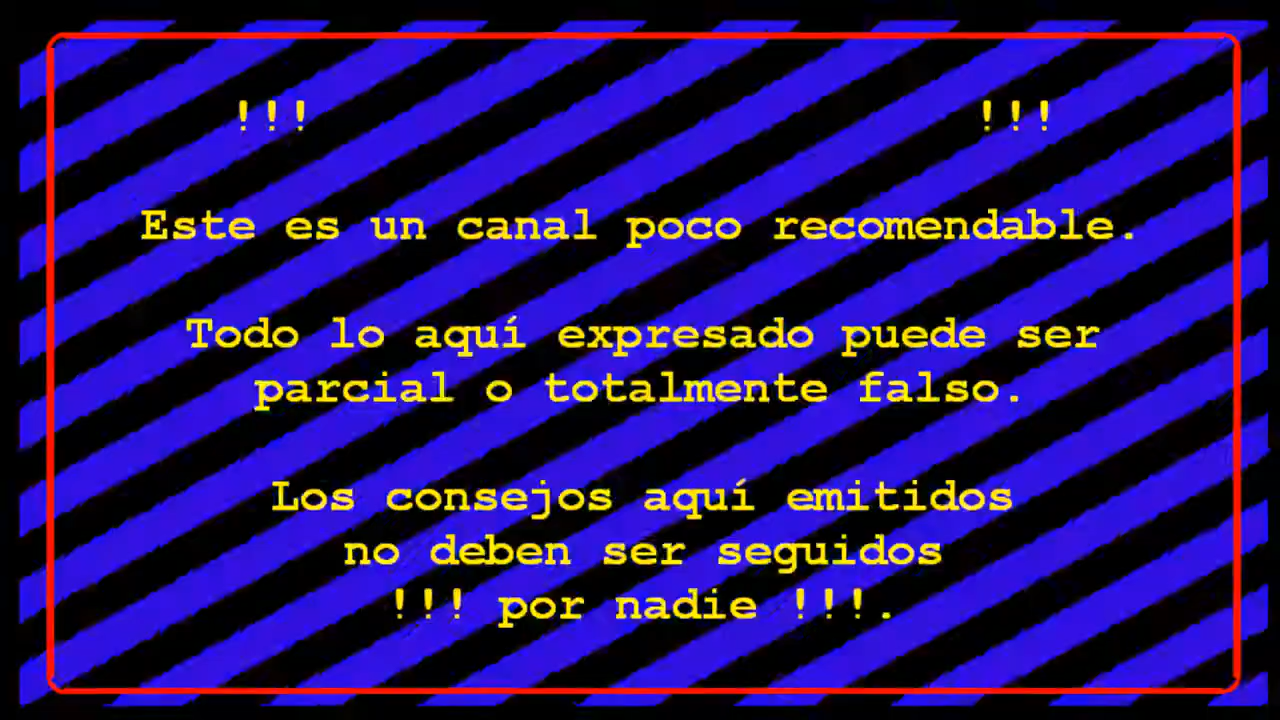 !!! !!!
Este es un canal poco recomendable.
Todo lo aquí expresado puede ser
parcial o totalmente falso.
Los consejos aquí emitidos
no deben ser seguidos
!!! por nadie !!!.